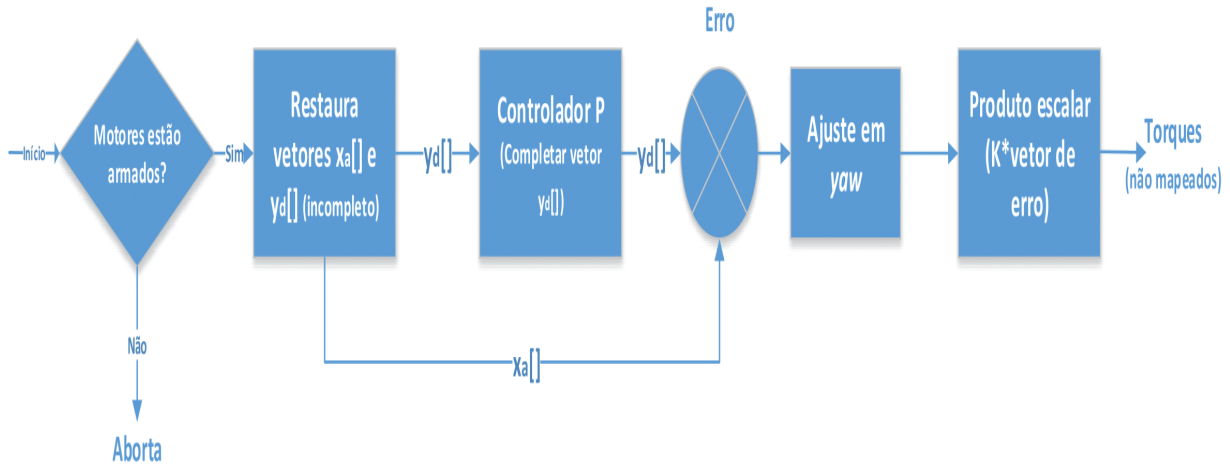 Erro
Início
Motores estão
armados?
Sim
Restaura
vetores xa[] e
yd[] (incompleto)
yd[]
Controlador P
(Completar vetor
yd[])
yd[]
Ajuste em
yaw
Produto escalar
(K*vetor de
erro)
Torques
(não mapeados)
Não
xa[]
Aborta